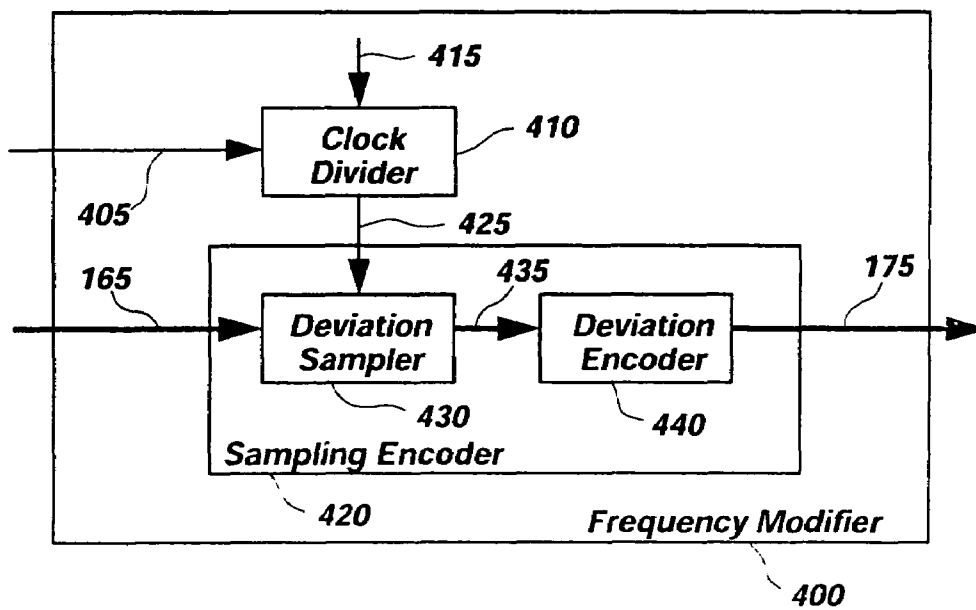 415
Clock
Divider
410
405
425
165
435
175
Deviation
Sampler
Deviation
Encoder
430
440
Sampling Encoder
420
Frequency Modifier
400